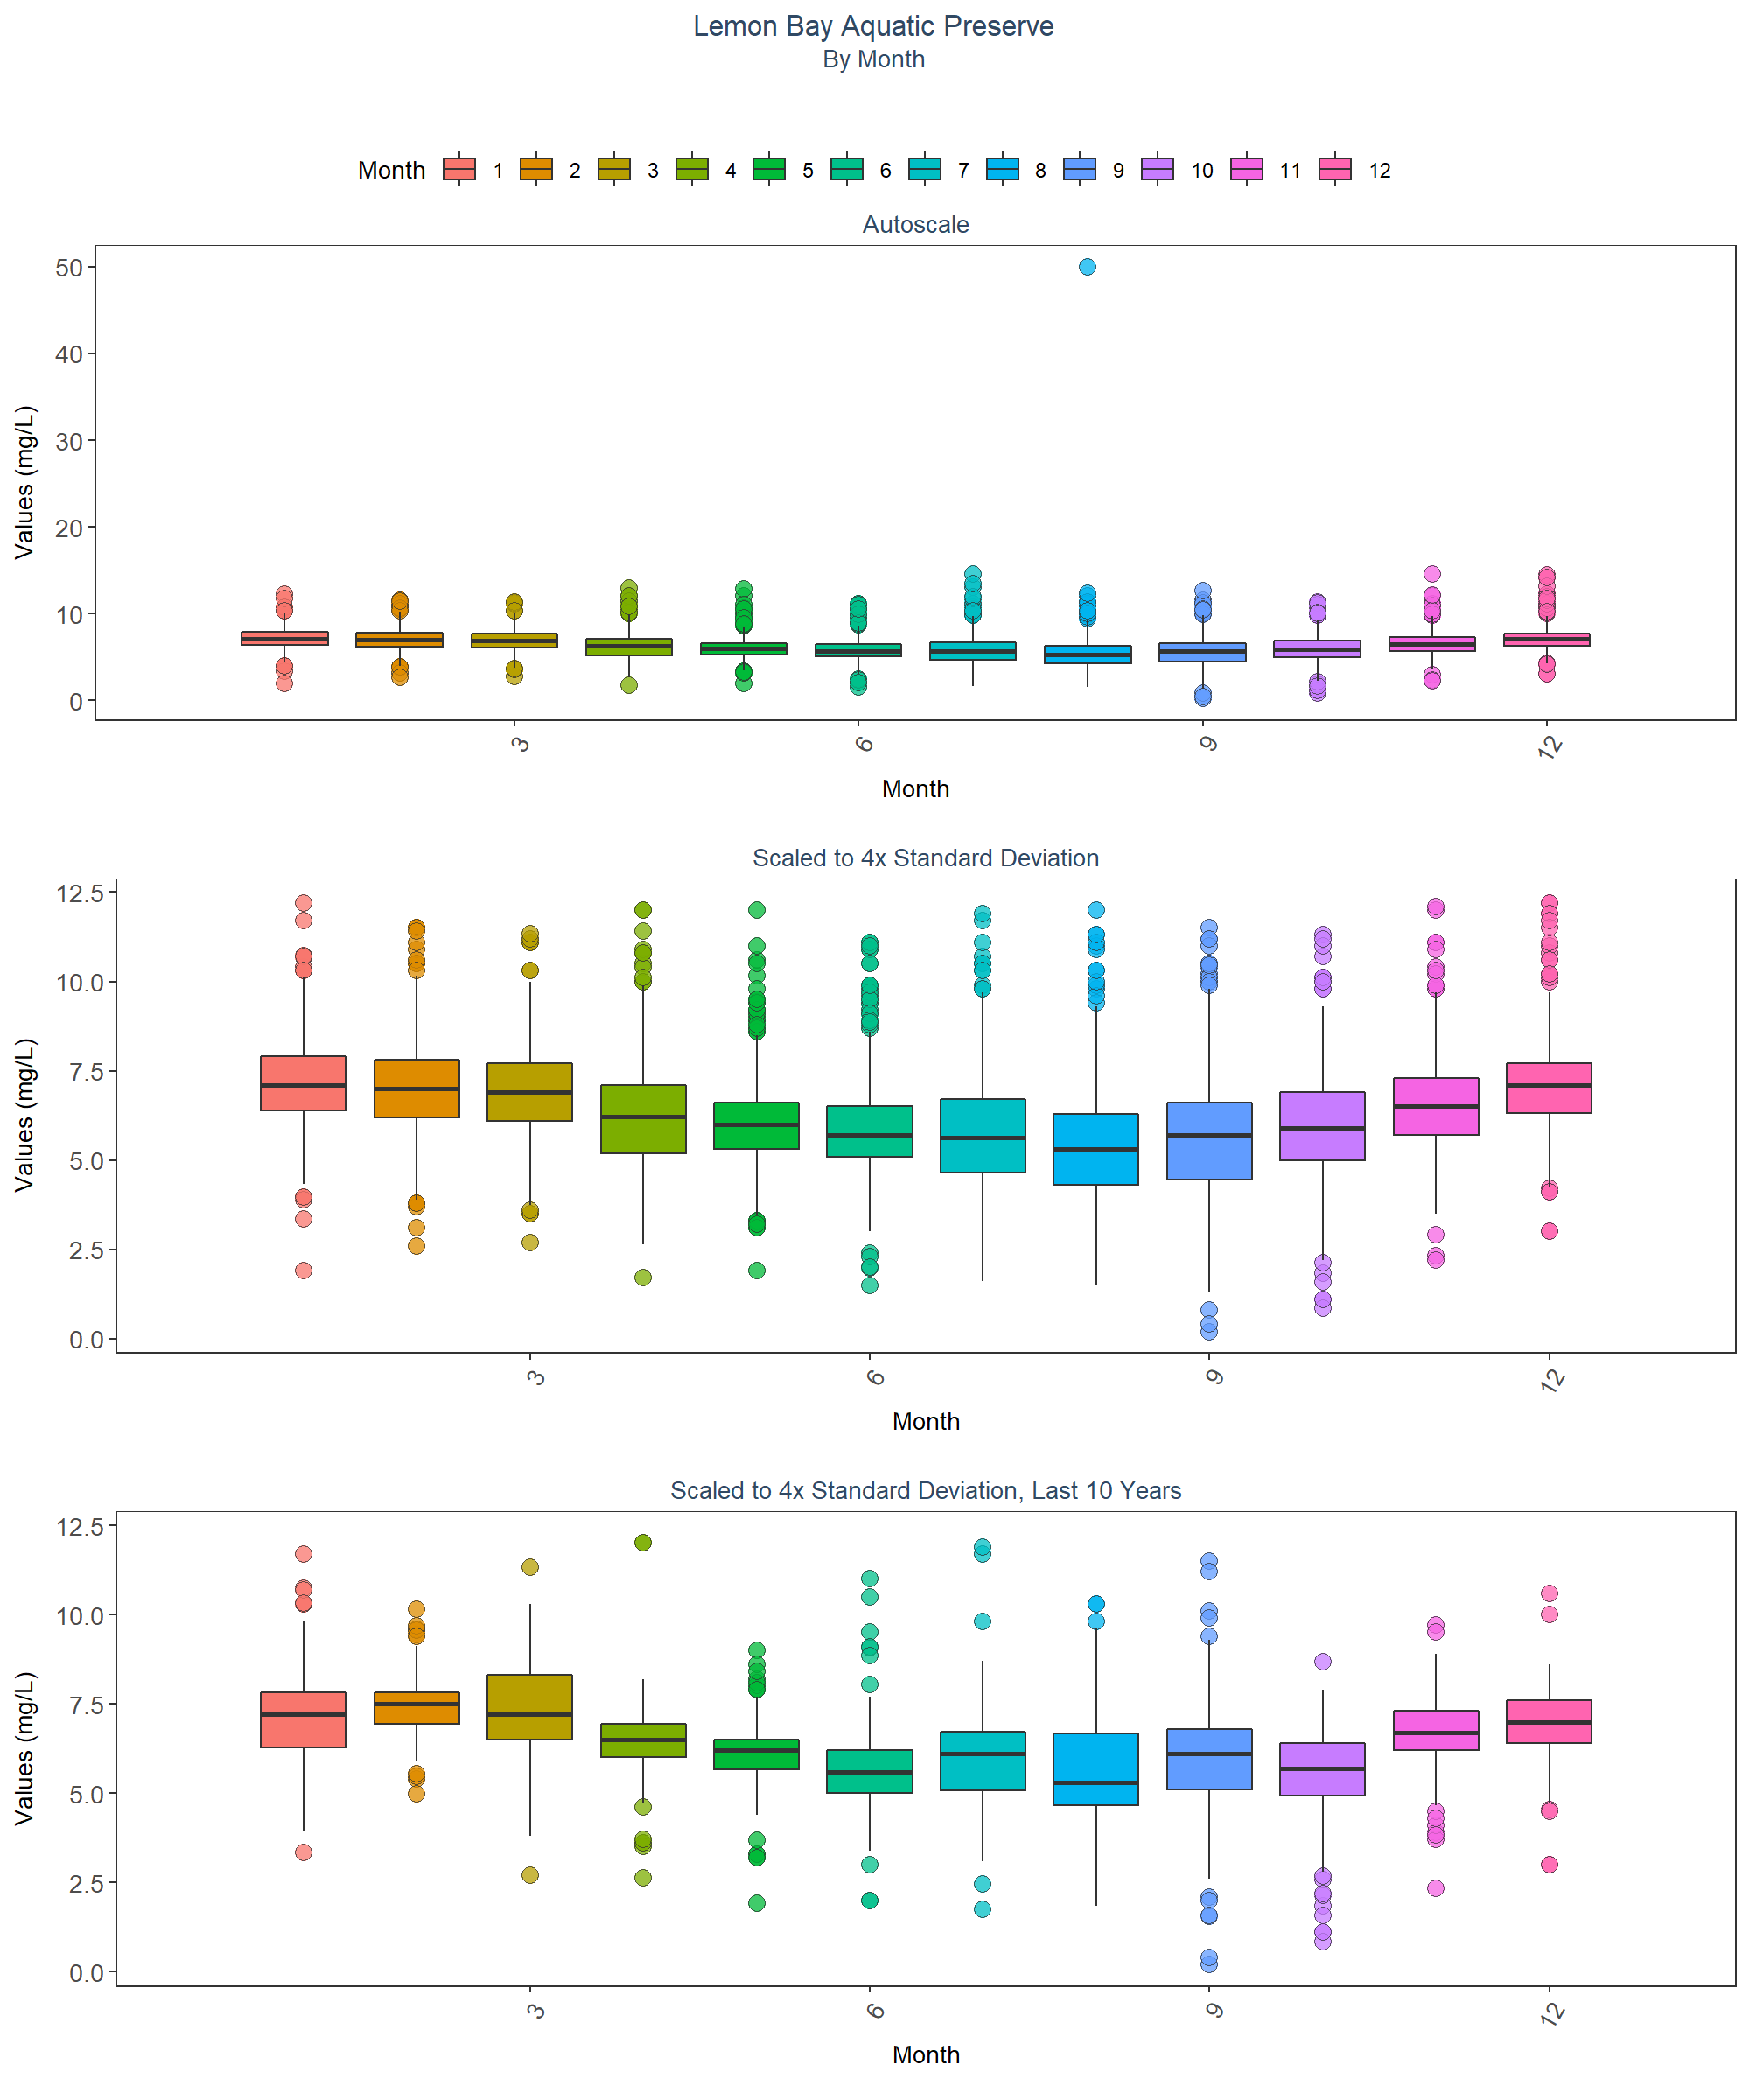 Lemon Bay Aquatic Preserve
By Month
Month 1 2 3 4 5 6 7 8 9 10 11 12
Autoscale
Values (mg/L)
50
40
30
20
10
0
3 6 9 12
Month
Scaled to 4x Standard Deviation
Values (mg/L)
12.5
10.0
7.5
5.0
2.5
0.0
3 6 9 12
Month
Scaled to 4x Standard Deviation, Last 10 Years
Values (mg/L)
12.5
10.0
7.5
5.0
2.5
0.0
3 6 9 12
Month